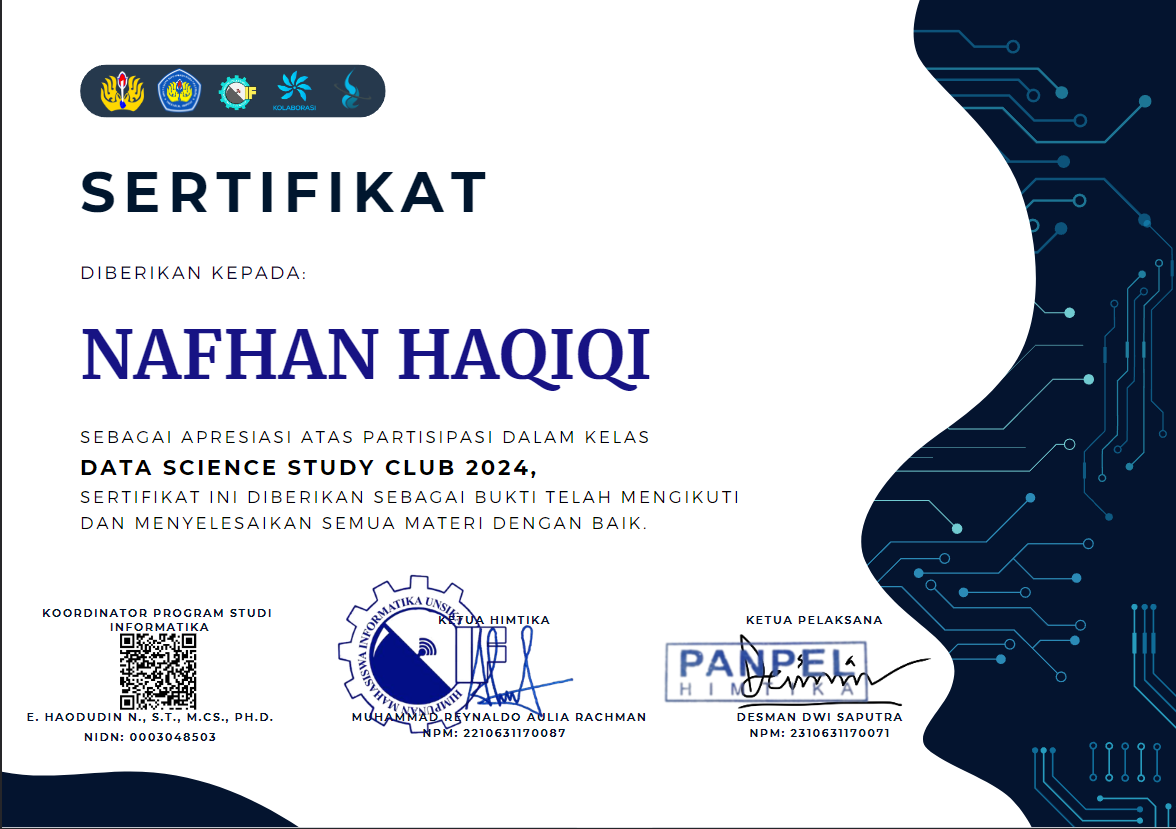 IF
KOLABORASI
SERTIFIKAT
DIBERIKAN KEPADA:
NAFHAN HAQIQI
SEBAGAI APRESIASI ATAS PARTISIPASI DALAM KELAS
DATA SCIENCE STUDY CLUB 2024,
SERTIFIKAT INI DIBERIKAN SEBAGAI BUKTI TELAH MENGIKUTI
DAN MENYELESAIKAN SEMUA MATERI DENGAN BAIK.
KOORDINATOR PROGRAM STUDI
INFORMATIKA
E. HAODUDIN N., S.T., M.CS., PH.D.
NIDN: 0003048503
KETUA HIMTIKA
HIMPUNAN MAHASISWA INFORMATIKA UNSIKA
MUHAMMAD REYNALDO AULIA RACHMAN
NPM: 2210631170087
KETUA PELAKSANA
PANPEL
HIMTIKA
DESMAN DWI SAPUTRA
NPM: 2310631170071